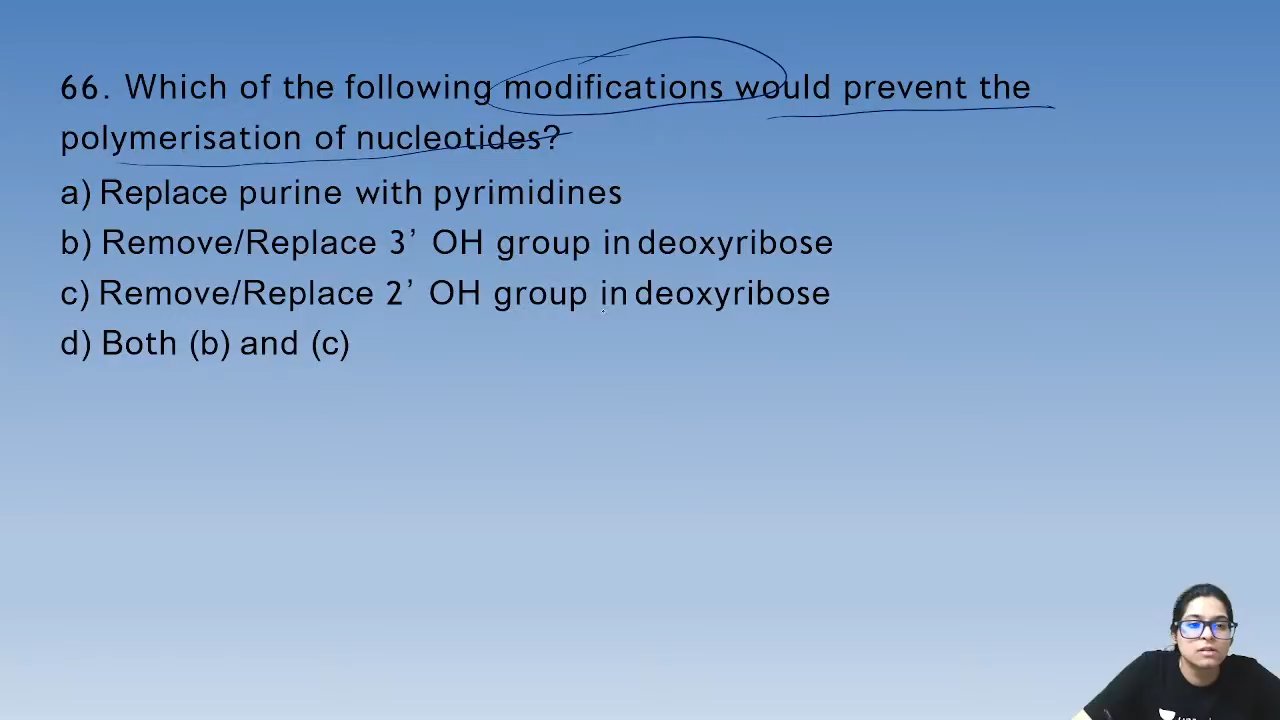 66. Which of the following modifications would prevent the
polymerisation of nucleotides?
a) Replace purine with pyrimidines
b) Remove/Replace 3’ OH group in deoxyribose
c) Remove/Replace 2’ OH group in deoxyribose
d) Both (b) and (c)